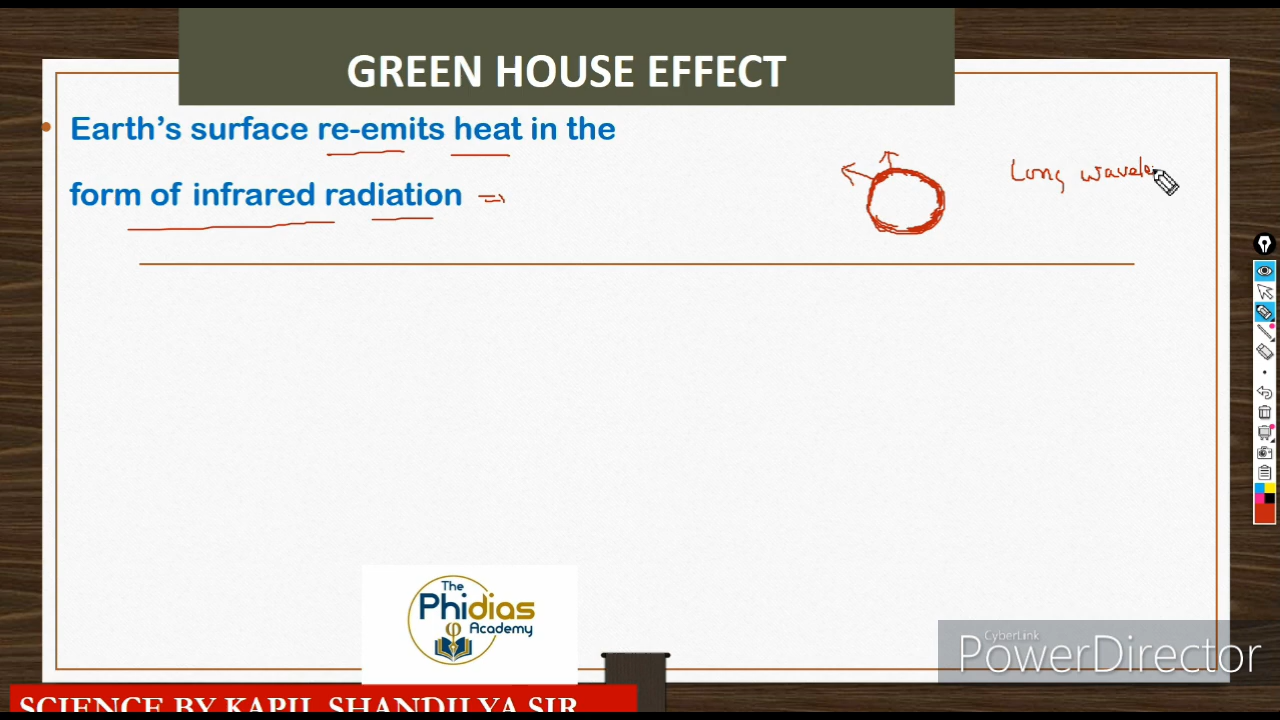 GREEN HOUSE EFFECT
• Earth's surface re-emits heat in the
form of infrared radiation
Long wavele
The
Phidias
Academy
CyberLink
PowerDirector
SCIENCE BY KAPIL SHANDILYA SIR